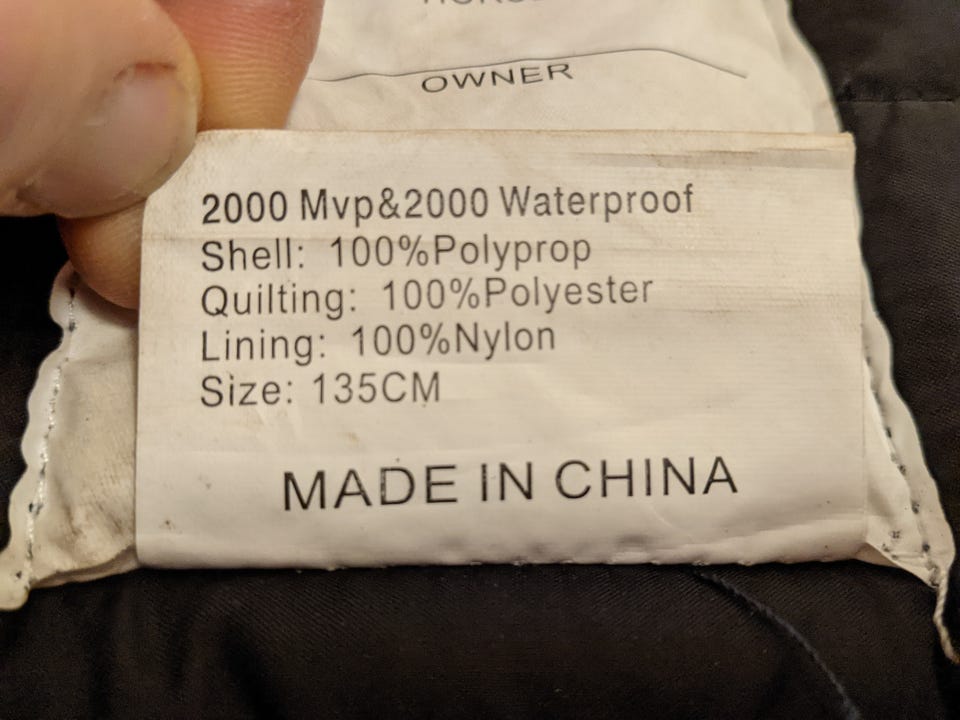 OWNER
2000 Mvp&2000 Waterproof
Shell: 100%Polyprop
Quilting: 100%Polyester
Lining: 100%Nylon
Size: 135CM
MADE IN CHINA